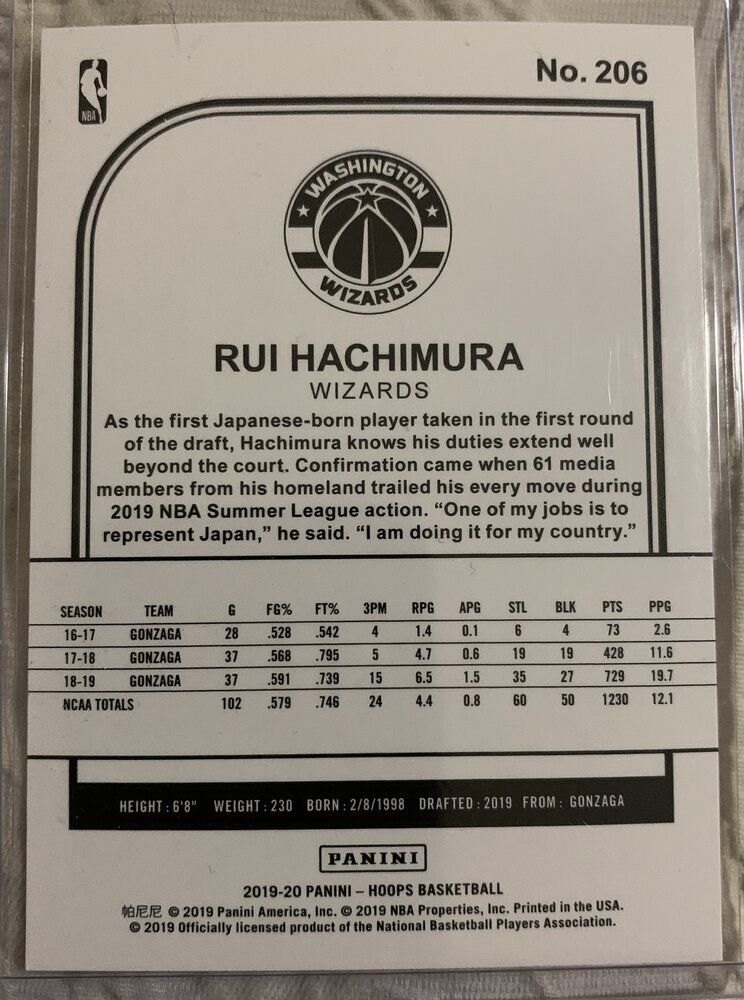 No. 206
NBA
WASHINGTON
WIZARDS
RUI HACHIMURA
WIZARDS
As the first Japanese-born player taken in the first round
of the draft, Hachimura knows his duties extend well
beyond the court. Confirmation came when 61 media
members from his homeland trailed his every move during
2019 NBA Summer League action. “One of my jobs is to
represent Japan,” he said. “I am doing it for my country.”
SEASON TEAM G FG% FT% 3PM RPG APG STL BLK PTS PPG
16-17 GONZAGA 28 .528 .542 4 1.4 0.1 6 4 73 2.6
17-18 GONZAGA 37 .568 .795 5 4.7 0.6 19 19 428 11.6
18-19 GONZAGA 37 .591 .739 15 6.5 1.5 35 27 729 19.7
NCAA TOTALS 102 .579 .746 24 4.4 0.8 60 50 1230 12.1
HEIGHT : 6'8" WEIGHT : 230 BORN : 2/8/1998 DRAFTED : 2019 FROM : GONZAGA
PANINI
2019-20 PANINI – HOOPS BASKETBALL
帕尼尼 © 2019 Panini America, Inc. © 2019 NBA Properties, Inc. Printed in the USA.
© 2019 Officially licensed product of the National Basketball Players Association.